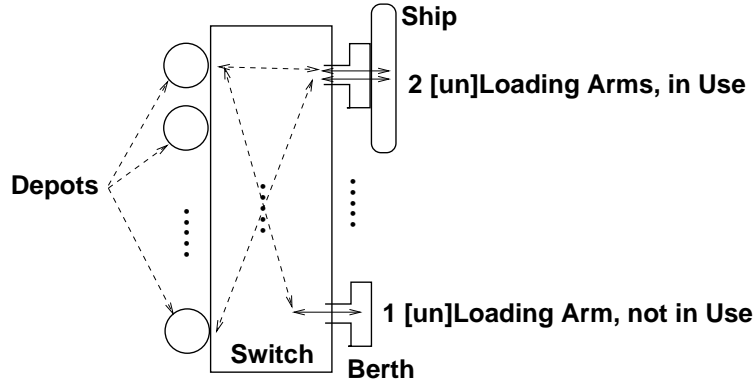 Ship
2 [un]Loading Arms, in Use
Depots
1 [un]Loading Arm, not in Use
Switch
Berth